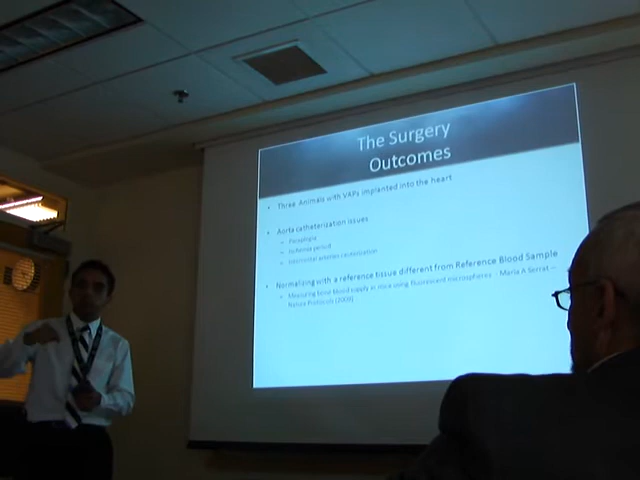 The Surgery
Outcomes
Three Animals with VAPs implanted into the heart
Aorta catheterization issues
Paraplegia
Ischemia period
Intercostal arteries cauterization
Normalizing with a reference tissue different from Reference Blood Sample
Measuring bone blood supply in mice using fluorescent microspheres - Maria A Serrat –
Nature Protocols (2009)